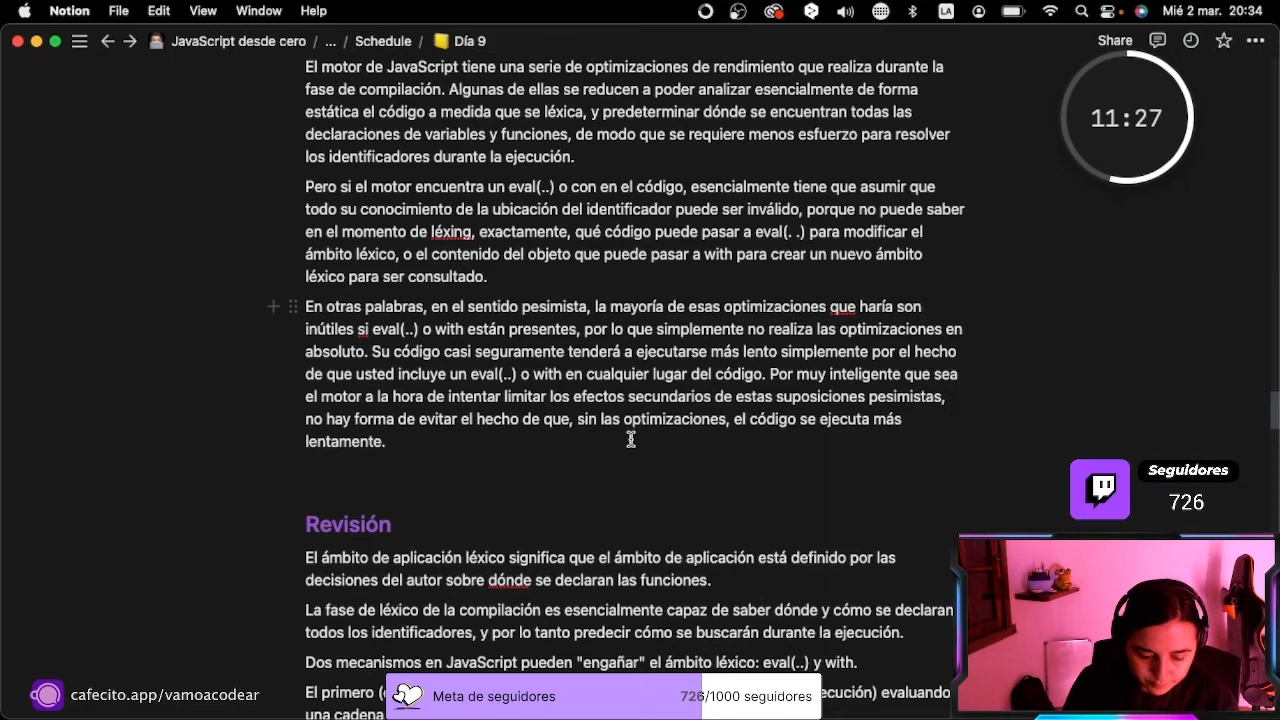 Notion File Edit View Window Help LA Mié 2 mar. 20:34
JavaScript desde cero / ... / Schedule / Día 9 Share
El motor de JavaScript tiene una serie de optimizaciones de rendimiento que realiza durante la
fase de compilación. Algunas de ellas se reducen a poder analizar esencialmente de forma
estática el código a medida que se léxica, y predeterminar dónde se encuentran todas las
declaraciones de variables y funciones, de modo que se requiere menos esfuerzo para resolver
los identificadores durante la ejecución.
11:27
Pero si el motor encuentra un eval(..) o con en el código, esencialmente tiene que asumir que
todo su conocimiento de la ubicación del identificador puede ser inválido, porque no puede saber
en el momento de léxing, exactamente, qué código puede pasar a eval(. .) para modificar el
ámbito léxico, o el contenido del objeto que puede pasar a with para crear un nuevo ámbito
léxico para ser consultado.
En otras palabras, en el sentido pesimista, la mayoría de esas optimizaciones que haría son
inútiles si eval(..) o with están presentes, por lo que simplemente no realiza las optimizaciones en
absoluto. Su código casi seguramente tenderá a ejecutarse más lento simplemente por el hecho
de que usted incluye un eval(..) o with en cualquier lugar del código. Por muy inteligente que sea
el motor a la hora de intentar limitar los efectos secundarios de estas suposiciones pesimistas,
no hay forma de evitar el hecho de que, sin las optimizaciones, el código se ejecuta más
lentamente.
Seguidores
726
Revisión
El ámbito de aplicación léxico significa que el ámbito de aplicación está definido por las
decisiones del autor sobre dónde se declaran las funciones.
La fase de léxico de la compilación es esencialmente capaz de saber dónde y cómo se declaran
todos los identificadores, y por lo tanto predecir cómo se buscarán durante la ejecución.
Dos mecanismos en JavaScript pueden "engañar" el ámbito léxico: eval(..) y with.
El primero ecución) evaluando
una cadena
cafecito.app/vamoacodear
Meta de seguidores 726/1000 seguidores